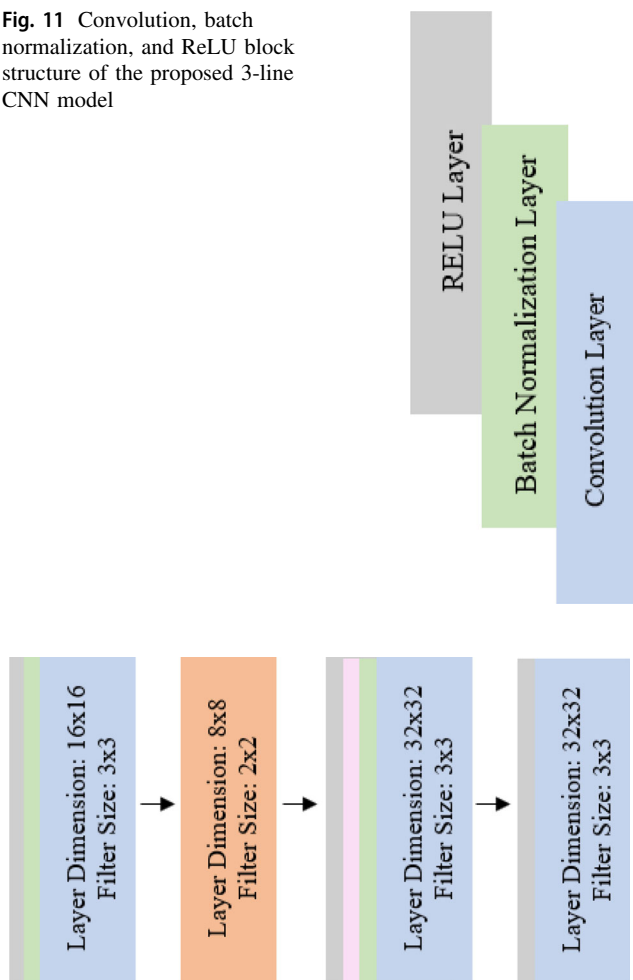 Fig. 11 Convolution, batch
normalization, and ReLU block
structure of the proposed 3-line
CNN model
RELU Layer
Batch Normalization Layer
Convolution Layer
Layer Dimension: 16x16
Filter Size: 3x3
Layer Dimension: 8x8
Filter Size: 2x2
Layer Dimension: 32x32
Filter Size: 3x3
Layer Dimension: 32x32
Filter Size: 3x3